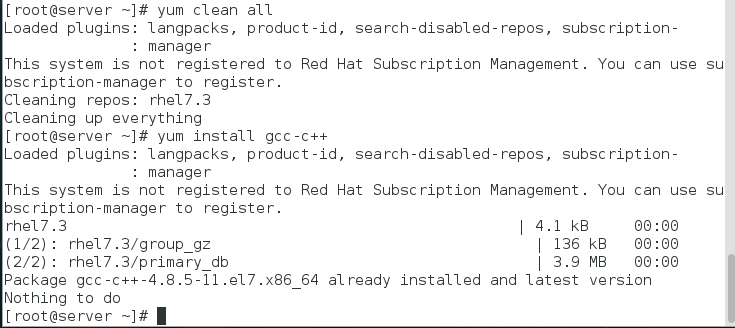 [root@server ~]# yum clean all
Loaded plugins: langpacks, product-id, search-disabled-repos, subscription-
              : manager
This system is not registered to Red Hat Subscription Management. You can use su
bscription-manager to register.
Cleaning repos: rhel7.3
Cleaning up everything
[root@server ~]# yum install gcc-c++
Loaded plugins: langpacks, product-id, search-disabled-repos, subscription-
              : manager
This system is not registered to Red Hat Subscription Management. You can use su
bscription-manager to register.
rhel7.3                                                  | 4.1 kB     00:00
(1/2): rhel7.3/group_gz                                    | 136 kB   00:00
(2/2): rhel7.3/primary_db                                  | 3.9 MB   00:00
Package gcc-c++-4.8.5-11.el7.x86_64 already installed and latest version
Nothing to do
[root@server ~]#